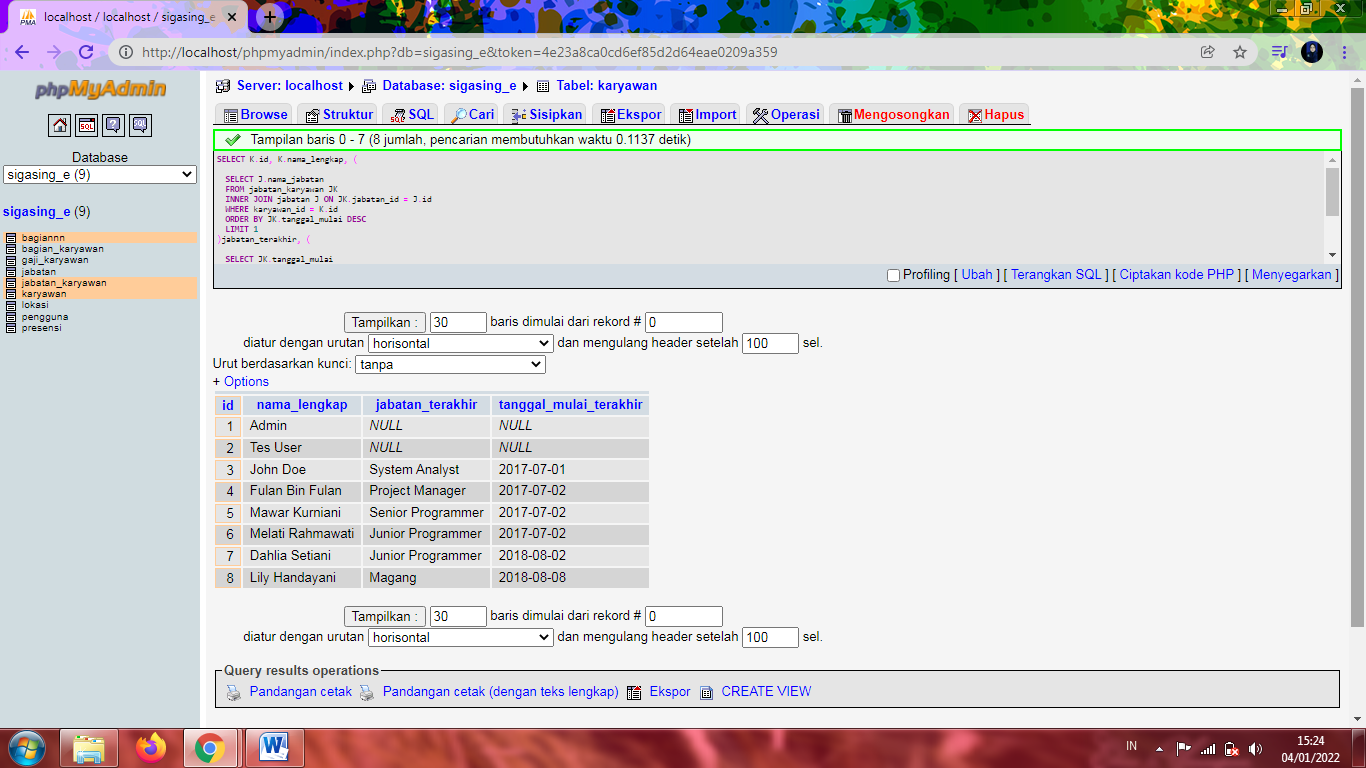 localhost / localhost / sigasing_e
http://localhost/phpmyadmin/index.php?db=sigasing_e&token=4e23a8ca0cd6ef85d2d64eae0209a359
phpMyAdmin
Database
sigasing_e (9)
sigasing_e (9)
bagiannn
bagian_karyawan
gaji_karyawan
jabatan
jabatan_karyawan
karyawan
lokasi
pengguna
presensi
Server: localhost Database: sigasing_e Tabel: karyawan
Browse Struktur SQL Cari Sisipkan Ekspor Import Operasi Mengosongkan Hapus
Tampilan baris 0 - 7 (8 jumlah, pencarian membutuhkan waktu 0.1137 detik)
SELECT K.id, K.nama_lengkap, (
SELECT J.nama_jabatan
FROM jabatan_karyawan JK
INNER JOIN jabatan J ON JK.jabatan_id = J.id
WHERE karyawan_id = K.id
ORDER BY JK.tanggal_mulai DESC
LIMIT 1
)jabatan_terakhir, (
SELECT JK.tanggal_mulai
Profiling [ Ubah ] [ Terangkan SQL ] [ Ciptakan kode PHP ] [ Menyegarkan ]
Tampilkan : 30 baris dimulai dari rekord # 0
diatur dengan urutan horisontal dan mengulang header setelah 100 sel.
Urut berdasarkan kunci: tanpa
+ Options
id nama_lengkap jabatan_terakhir tanggal_mulai_terakhir
1 Admin NULL NULL
2 Tes User NULL NULL
3 John Doe System Analyst 2017-07-01
4 Fulan Bin Fulan Project Manager 2017-07-02
5 Mawar Kurniani Senior Programmer 2017-07-02
6 Melati Rahmawati Junior Programmer 2017-07-02
7 Dahlia Setiani Junior Programmer 2018-08-02
8 Lily Handayani Magang 2018-08-08
Tampilkan : 30 baris dimulai dari rekord # 0
diatur dengan urutan horisontal dan mengulang header setelah 100 sel.
Query results operations
Pandangan cetak Pandangan cetak (dengan teks lengkap) Ekspor CREATE VIEW
IN
15:24
04/01/2022